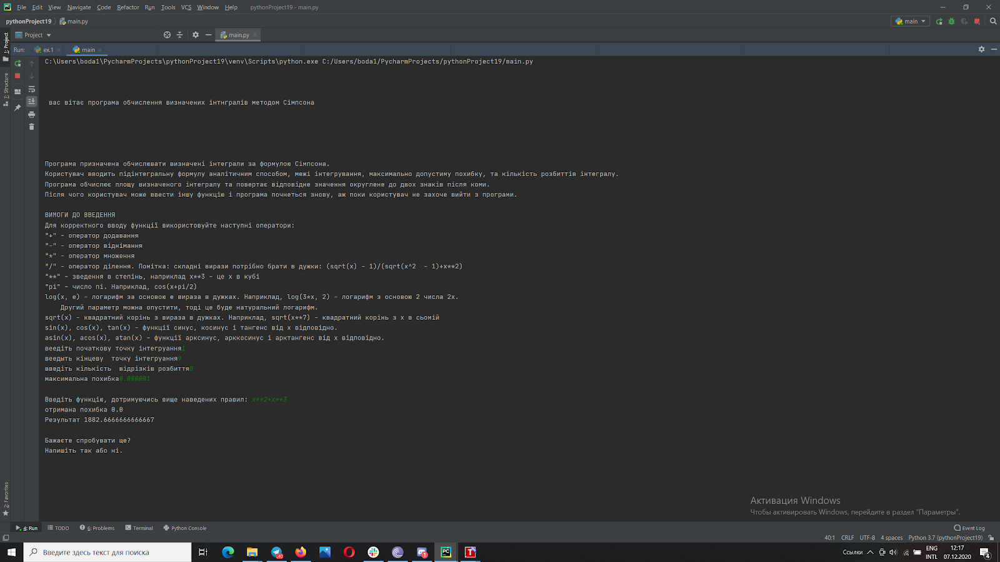 File Edit View Navigate Code Refactor Run Tools VCS Window Help pythonProject19 - main.py
pythonProject19 main.py main
Project main.py
Run: ex.1 main
1: Project
7: Structure
2: Favorites
C:\Users\boda1\PycharmProjects\pythonProject19\venv\Scripts\python.exe C:/Users/boda1/PycharmProjects/pythonProject19/main.py
вас вітає програма обчислення визначених інтнгралів методом Сімпсона
Програма призначена обчислювати визначені інтеграли за формулою Сімпсона.
Користувач вводить підінтегральну формулу аналітичним способом, межі інтегрування, максимально допустиму похибку, та кількість розбиттів інтегралу.
Програма обчислює площу визначеного інтегралу та повертає відповідне значення округлене до двох знаків після коми.
Після чого користувач може ввести іншу функцію і програма почнеться знову, аж поки користувач не захоче вийти з програми.
ВИМОГИ ДО ВВЕДЕННЯ
Для корректного вводу функції використовуйте наступні оператори:
"+" - оператор додавання
"-" - оператор віднімання
"*" - оператор множення
"/" - оператор ділення. Помітка: складні вирази потрібно брати в дужки: (sqrt(x) - 1)/(sqrt(x^2 - 1)+x**2)
"**" - зведення в степінь, наприклад x**3 - це x в кубі
"pi" - число пі. Наприклад, cos(x+pi/2)
log(x, e) - логарифм за основою e вираза в дужках. Наприклад, log(3*x, 2) - логарифм з основою 2 числа 2x.
Другий параметр можна опустити, тоді це буде натуральний логарифм.
sqrt(x) - квадратний корінь з вираза в дужках. Наприклад, sqrt(x**7) - квадратний корінь з x в сьомій
sin(x), cos(x), tan(x) - функції синус, косинус і тангенс від x відповідно.
asin(x), acos(x), atan(x) - функції арксинус, арккосинус і арктангенс від x відповідно.
веедіть початкову точку інтегруання1
веедыть кінцеву точку інтегруання9
введіть кількість відрізків розбиття8
максимальна похибка0.000001
Введіть функцію, дотримуючись вище наведених правил: x**2+x**3
отримана похибка 0.0
Результат 1882.6666666666667
Бажаєте спробувати ще?
Напишіть так або ні.
Активация Windows
Чтобы активировать Windows, перейдите в раздел "Параметры".
4: Run TODO 6: Problems Terminal Python Console Event Log
40:1 CRLF UTF-8 4 spaces Python 3.7 (pythonProject19)
Введите здесь текст для поиска Ссылки ENG 12:17
INTL 07.12.2020